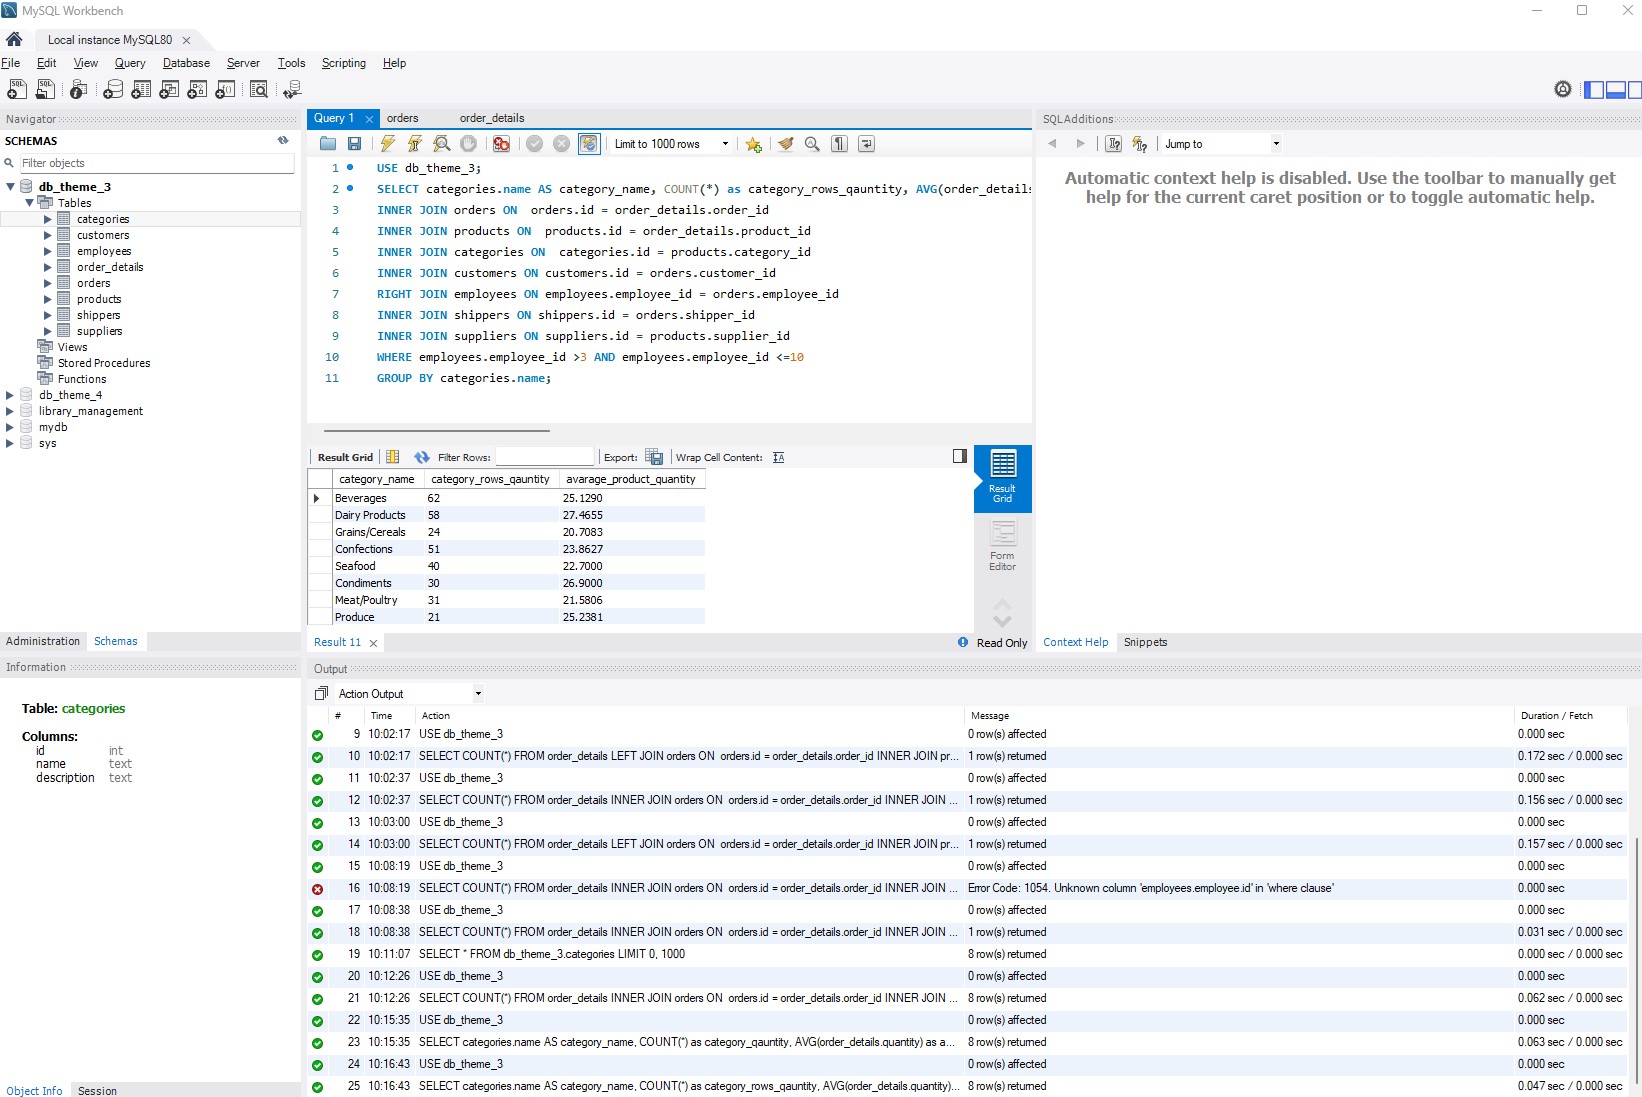 MySQL Workbench
Local instance MySQL80
File Edit View Query Database Server Tools Scripting Help
Navigator
SCHEMAS
Filter objects
db_theme_3
Tables
categories
customers
employees
order_details
orders
products
shippers
suppliers
Views
Stored Procedures
Functions
db_theme_4
library_management
mydb
sys
Administration Schemas
Information
Table: categories
Columns:
id int
name text
description text
Object Info Session
Query 1 orders order_details
Limit to 1000 rows
1 USE db_theme_3;
2 SELECT categories.name AS category_name, COUNT(*) as category_rows_qauntity, AVG(order_details
3 INNER JOIN orders ON orders.id = order_details.order_id
4 INNER JOIN products ON products.id = order_details.product_id
5 INNER JOIN categories ON categories.id = products.category_id
6 INNER JOIN customers ON customers.id = orders.customer_id
7 RIGHT JOIN employees ON employees.employee_id = orders.employee_id
8 INNER JOIN shippers ON shippers.id = orders.shipper_id
9 INNER JOIN suppliers ON suppliers.id = products.supplier_id
10 WHERE employees.employee_id >3 AND employees.employee_id <=10
11 GROUP BY categories.name;
Result Grid Filter Rows: Export: Wrap Cell Content:
category_name category_rows_qauntity avarage_product_quantity
Beverages 62 25.1290
Dairy Products 58 27.4655
Grains/Cereals 24 20.7083
Confections 51 23.8627
Seafood 40 22.7000
Condiments 30 26.9000
Meat/Poultry 31 21.5806
Produce 21 25.2381
Result Grid
Form Editor
Result 11 Read Only
SQLAdditions
Jump to
Automatic context help is disabled. Use the toolbar to manually get
help for the current caret position or to toggle automatic help.
Context Help Snippets
Output
Action Output
# Time Action Message Duration / Fetch
9 10:02:17 USE db_theme_3 0 row(s) affected 0.000 sec
10 10:02:17 SELECT COUNT(*) FROM order_details LEFT JOIN orders ON orders.id = order_details.order_id INNER JOIN pr... 1 row(s) returned 0.172 sec / 0.000 sec
11 10:02:37 USE db_theme_3 0 row(s) affected 0.000 sec
12 10:02:37 SELECT COUNT(*) FROM order_details INNER JOIN orders ON orders.id = order_details.order_id INNER JOIN ... 1 row(s) returned 0.156 sec / 0.000 sec
13 10:03:00 USE db_theme_3 0 row(s) affected 0.000 sec
14 10:03:00 SELECT COUNT(*) FROM order_details LEFT JOIN orders ON orders.id = order_details.order_id INNER JOIN pr... 1 row(s) returned 0.157 sec / 0.000 sec
15 10:08:19 USE db_theme_3 0 row(s) affected 0.000 sec
16 10:08:19 SELECT COUNT(*) FROM order_details INNER JOIN orders ON orders.id = order_details.order_id INNER JOIN ... Error Code: 1054. Unknown column 'employees.employee.id' in 'where clause' 0.000 sec
17 10:08:38 USE db_theme_3 0 row(s) affected 0.000 sec
18 10:08:38 SELECT COUNT(*) FROM order_details INNER JOIN orders ON orders.id = order_details.order_id INNER JOIN ... 1 row(s) returned 0.031 sec / 0.000 sec
19 10:11:07 SELECT * FROM db_theme_3.categories LIMIT 0, 1000 8 row(s) returned 0.000 sec / 0.000 sec
20 10:12:26 USE db_theme_3 0 row(s) affected 0.000 sec
21 10:12:26 SELECT COUNT(*) FROM order_details INNER JOIN orders ON orders.id = order_details.order_id INNER JOIN ... 8 row(s) returned 0.062 sec / 0.000 sec
22 10:15:35 USE db_theme_3 0 row(s) affected 0.000 sec
23 10:15:35 SELECT categories.name AS category_name, COUNT(*) as category_qauntity, AVG(order_details.quantity) as a... 8 row(s) returned 0.063 sec / 0.000 sec
24 10:16:43 USE db_theme_3 0 row(s) affected 0.000 sec
25 10:16:43 SELECT categories.name AS category_name, COUNT(*) as category_rows_qauntity, AVG(order_details.quantity)... 8 row(s) returned 0.047 sec / 0.000 sec